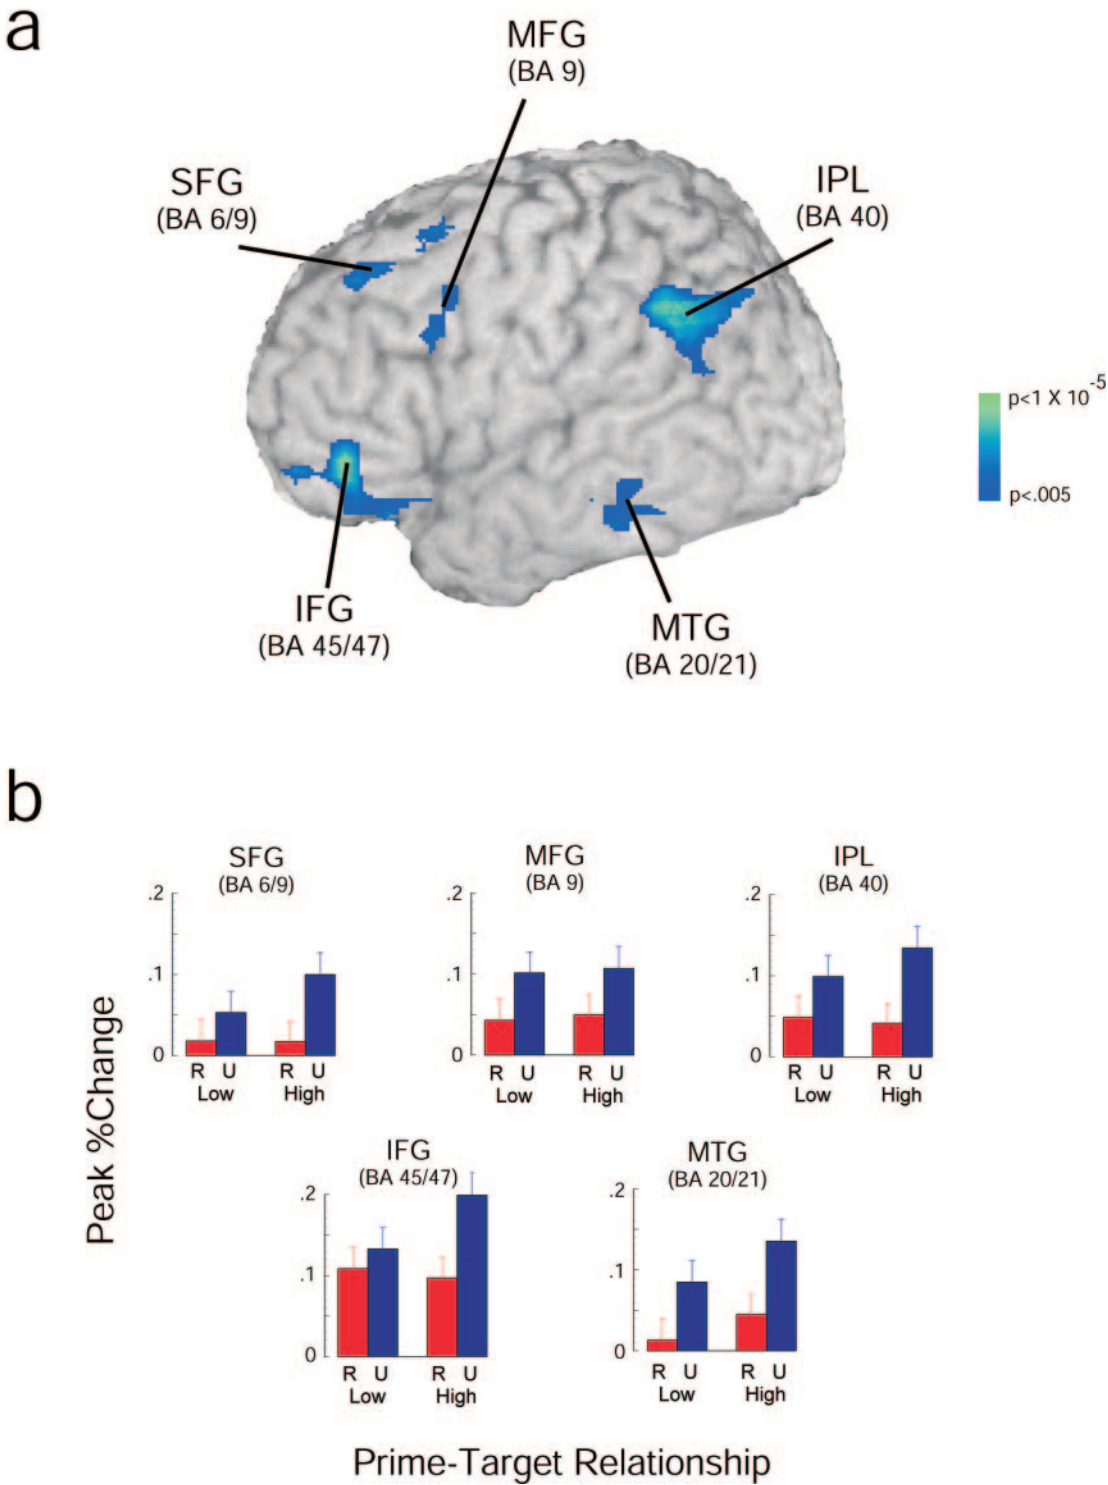 a
MFG
(BA 9)
SFG
(BA 6/9)
IPL
(BA 40)
p<1 X 10-5
p<.005
IFG
(BA 45/47)
MTG
(BA 20/21)
b
Peak %Change
SFG
(BA 6/9)
.2
.1
0
R U R U
Low High
MFG
(BA 9)
.2
.1
0
R U R U
Low High
IPL
(BA 40)
.2
.1
0
R U R U
Low High
IFG
(BA 45/47)
.2
.1
0
R U R U
Low High
MTG
(BA 20/21)
.2
.1
0
R U R U
Low High
Prime-Target Relationship